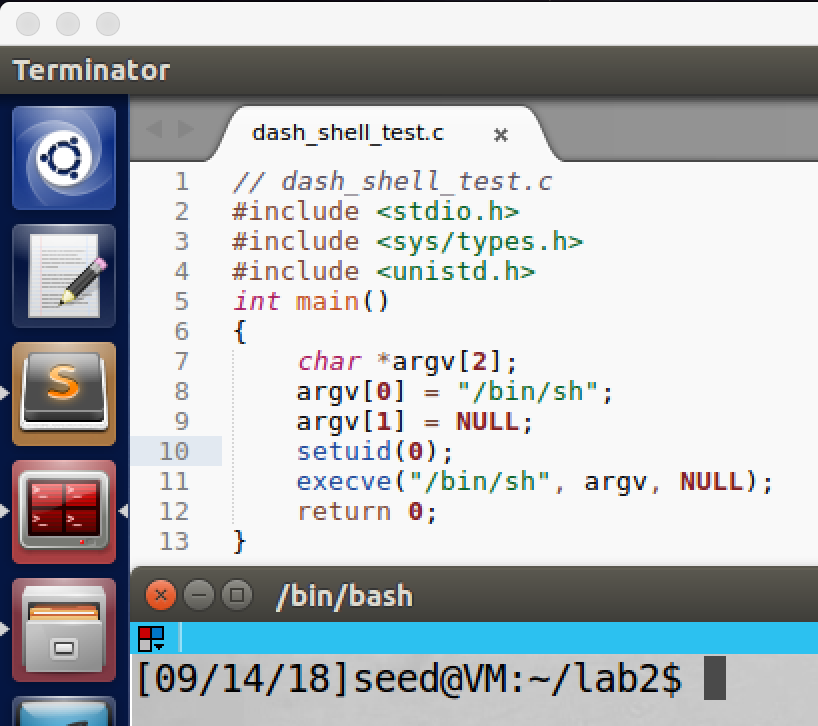 Terminator
dash_shell_test.c
1 // dash_shell_test.c
2 #include <stdio.h>
3 #include <sys/types.h>
4 #include <unistd.h>
5 int main()
6 {
7     char *argv[2];
8     argv[0] = "/bin/sh";
9     argv[1] = NULL;
10     setuid(0);
11     execve("/bin/sh", argv, NULL);
12     return 0;
13 }
/bin/bash
[09/14/18]seed@VM:~/lab2$